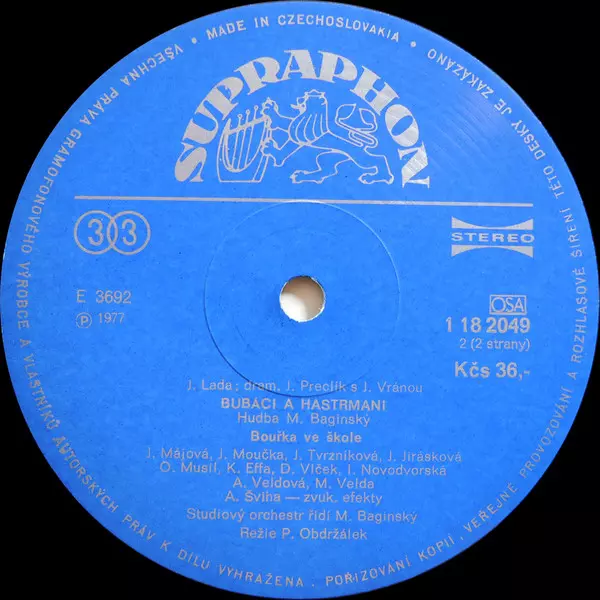 VŠECHNA PRÁVA GRAMOFONOVÉHO VÝROBCE A VLASTNÍKŮ AUTORSKÝCH PRÁV K DÍLU VYHRAŽENA . POŘIZOVÁNÍ KOPIÍ , VEŘEJNÉ PROVOZOVÁNÍ A ROZHLASOVÉ ŠÍŘENÍ TÉTO DESKY JE ZAKÁZÁNO
• MADE IN CZECHOSLOVAKIA •
SUPRAPHON
33
STEREO
E 3692
Ⓟ 1977
OSA
1 18 2049
2 (2 strany)
Kčs 36,-
J. Lada ; dram. J. Preclík s J. Vránou
BUBÁCI A HASTRMANI
Hudba M. Baginský
Bouřka ve škole
J. Májová, J. Moučka, J. Tvrzníková, J. Jirásková
O. Musil, K. Effa, D. Vlček, I. Novodvorská
A. Veldová, M. Velda
A. Šviha — zvuk. efekty
Studiový orchestr řídí M. Baginský
Režie P. Obdržálek